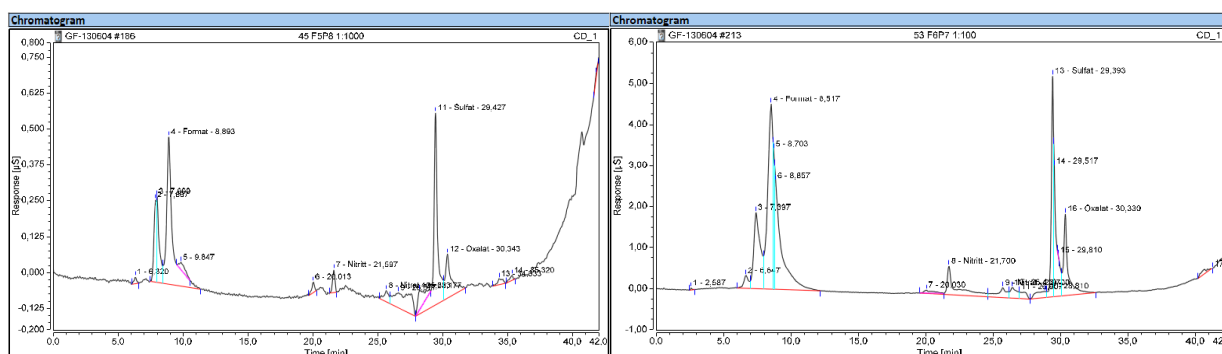 Chromatogram
GF-130604 #186
45 F5P8 1:1000
CD_1
Response [µS]
0,800
0,750
0,625
0,500
0,375
0,250
0,125
0,000
-0,125
-0,200
1 - 6,320
4 - Format - 8,893
5 - 9,847
6 - 20,013
7 - Nitritt - 21,597
11 - Sulfat - 29,427
12 - Oxalat - 30,343
0,0
5,0
10,0
15,0
20,0
25,0
30,0
35,0
40,0
42,0
Time [min]
Chromatogram
GF-130604 #213
53 F6P7 1:100
CD_1
Response [µS]
6,00
5,00
4,00
3,00
2,00
1,00
0,00
-1,00
1 - 2,587
2 - 6,647
3 - 7,397
4 - Format - 8,517
5 - 8,703
6 - 8,857
7 - 20,030
8 - Nitritt - 21,700
13 - Sulfat - 29,393
14 - 29,517
15 - 29,810
16 - Oxalat - 30,330
0,0
5,0
10,0
15,0
20,0
25,0
30,0
35,0
40,0
42,0
Time [min]